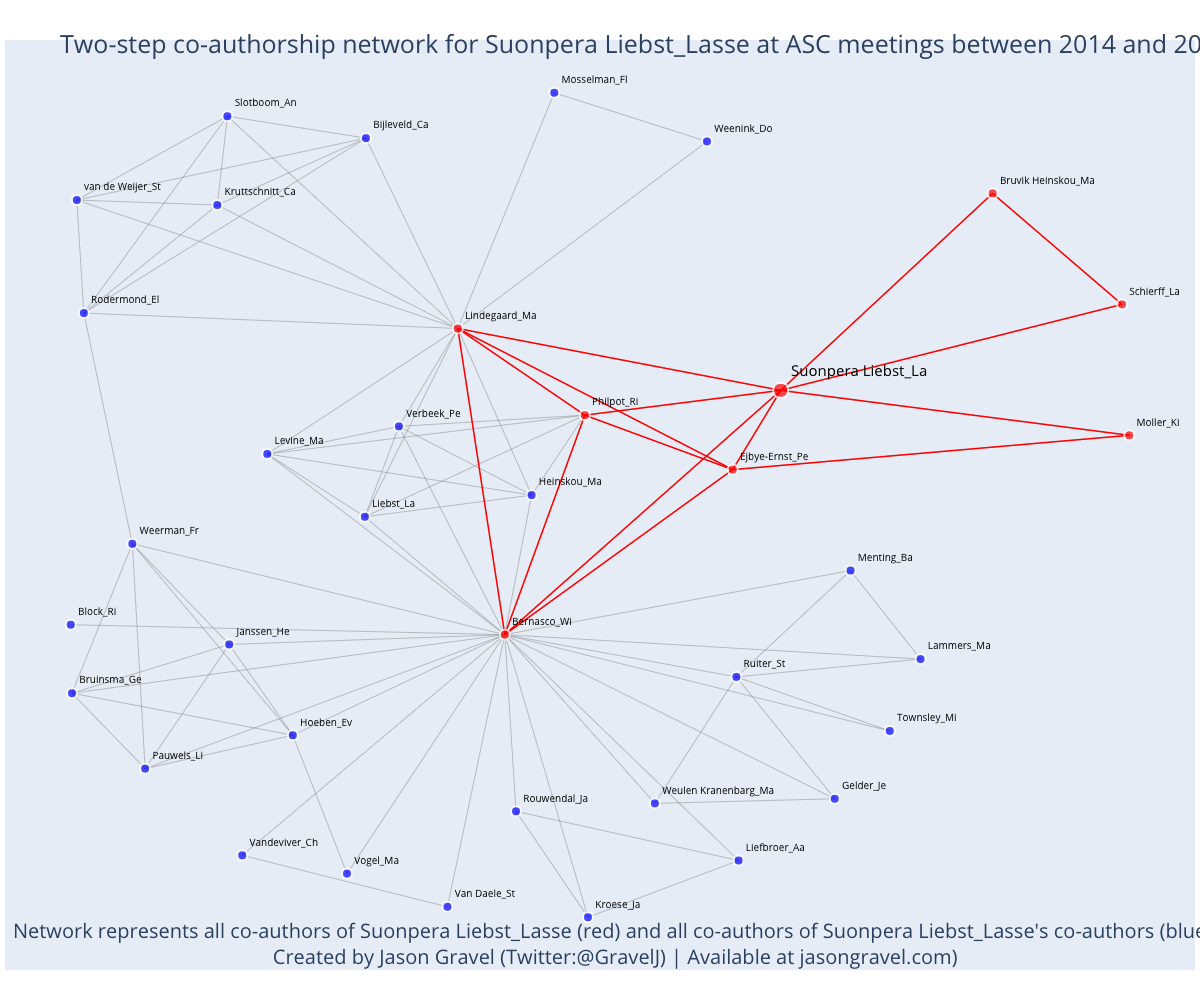 Two-step co-authorship network for Suonpera Liebst_Lasse at ASC meetings between 2014 and 20
Mosselman_Fl
Slotboom_An
Bijleveld_Ca
Weenink_Do
van de Weijer_St
Kruttschnitt_Ca
Bruvik Heinskou_Ma
Rodermond_El
Schierff_La
Lindegaard_Ma
Suonpera Liebst_La
Philpot_Ri
Verbeek_Pe
Moller_Ki
Levine_Ma
Ejbye-Ernst_Pe
Heinskou_Ma
Liebst_La
Weerman_Fr
Menting_Ba
Block_Ri
Bernasco_Wi
Janssen_He
Lammers_Ma
Ruiter_St
Bruinsma_Ge
Townsley_Mi
Hoeben_Ev
Pauwels_Li
Gelder_Je
Weulen Kranenbarg_Ma
Rouwendal_Ja
Vandeviver_Ch
Liefbroer_Aa
Vogel_Ma
Van Daele_St
Kroese_Ja
Network represents all co-authors of Suonpera Liebst_Lasse (red) and all co-authors of Suonpera Liebst_Lasse's co-authors (blue
Created by Jason Gravel (Twitter:@GravelJ) | Available at jasongravel.com)